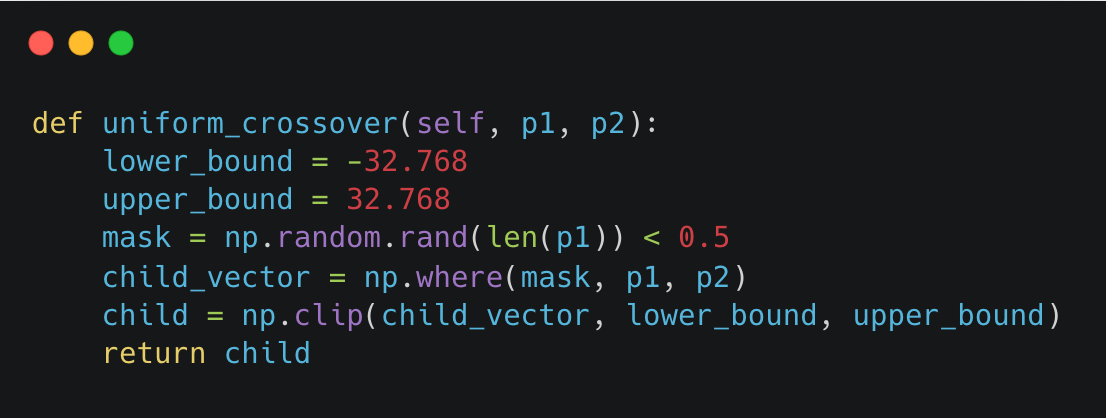 def uniform_crossover(self, p1, p2):
    lower_bound = -32.768
    upper_bound = 32.768
    mask = np.random.rand(len(p1)) < 0.5
    child_vector = np.where(mask, p1, p2)
    child = np.clip(child_vector, lower_bound, upper_bound)
    return child